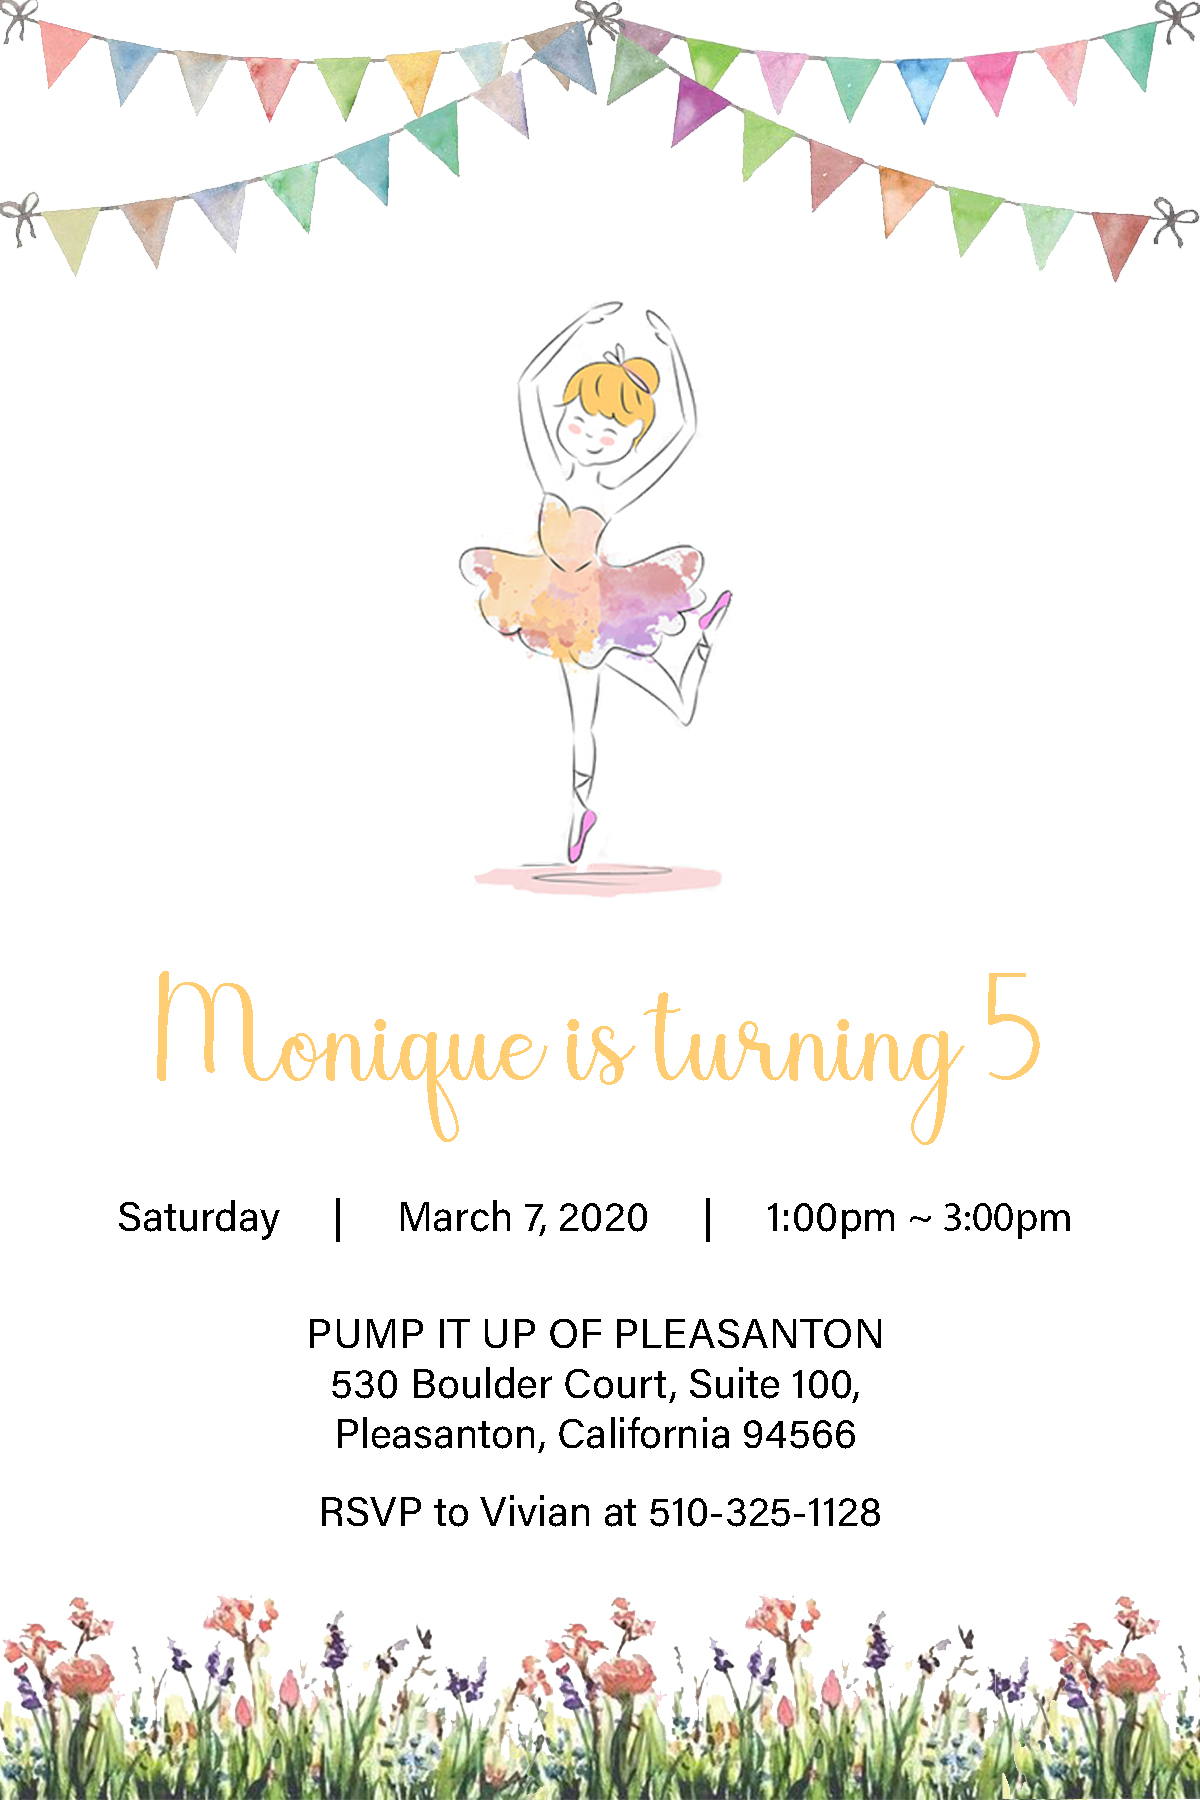 Monique is turning 5
Saturday | March 7, 2020 | 1:00pm ~ 3:00pm
PUMP IT UP OF PLEASANTON
530 Boulder Court, Suite 100,
Pleasanton, California 94566
RSVP to Vivian at 510-325-1128